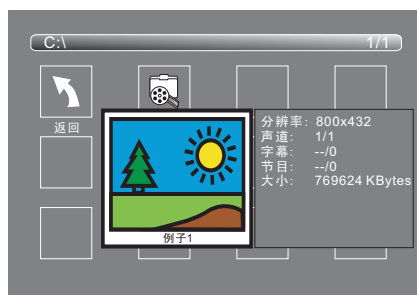 C:\ 1/1
返回
分辨率: 800x432
声道: 1/1
字幕: --/0
节目: --/0
大小: 769624 KBytes
例子1